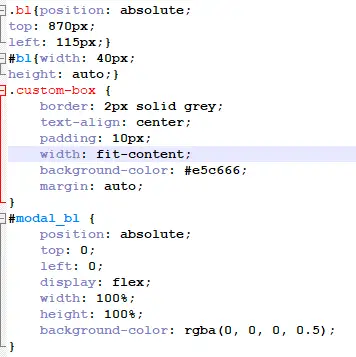 .bl{position: absolute;
top: 870px;
left: 115px;}
#bl{width: 40px;
height: auto;}
.custom-box {
    border: 2px solid grey;
    text-align: center;
    padding: 10px;
    width: fit-content;
    background-color: #e5c666;
    margin: auto;
}
#modal_bl {
    position: absolute;
    top: 0;
    left: 0;
    display: flex;
    width: 100%;
    height: 100%;
    background-color: rgba(0, 0, 0, 0.5);
}